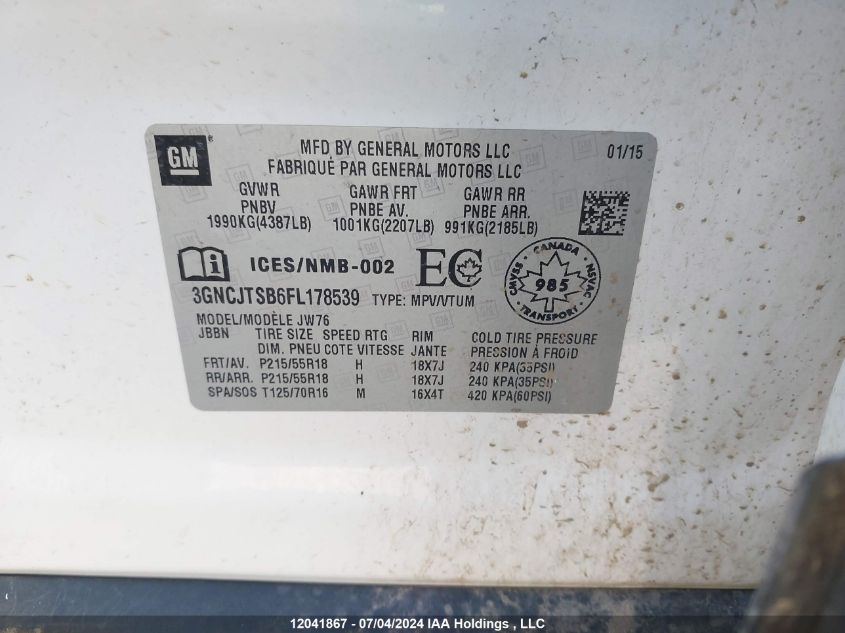 GM
MFD BY GENERAL MOTORS LLC 01/15
FABRIQUÉ PAR GENERAL MOTORS LLC
GVWR GAWR FRT GAWR RR
PNBV PNBE AV. PNBE ARR.
1990KG(4387LB) 1001KG(2207LB) 991KG(2185LB)
ICES/NMB-002 EC
CANADA
CMVSS 985 NSVAC
TRANSPORT
3GNCJTSB6FL178539 TYPE: MPV/VTUM
MODEL/MODÈLE JW76
JBBN TIRE SIZE SPEED RTG RIM COLD TIRE PRESSURE
DIM. PNEU COTE VITESSE JANTE PRESSION À FROID
FRT/AV. P215/55R18 H 18X7J 240 KPA(35PSI)
RR/ARR. P215/55R18 H 18X7J 240 KPA(35PSI)
SPA/SOS T125/70R16 M 16X4T 420 KPA(60PSI)
12041867 - 07/04/2024 IAA Holdings, LLC.